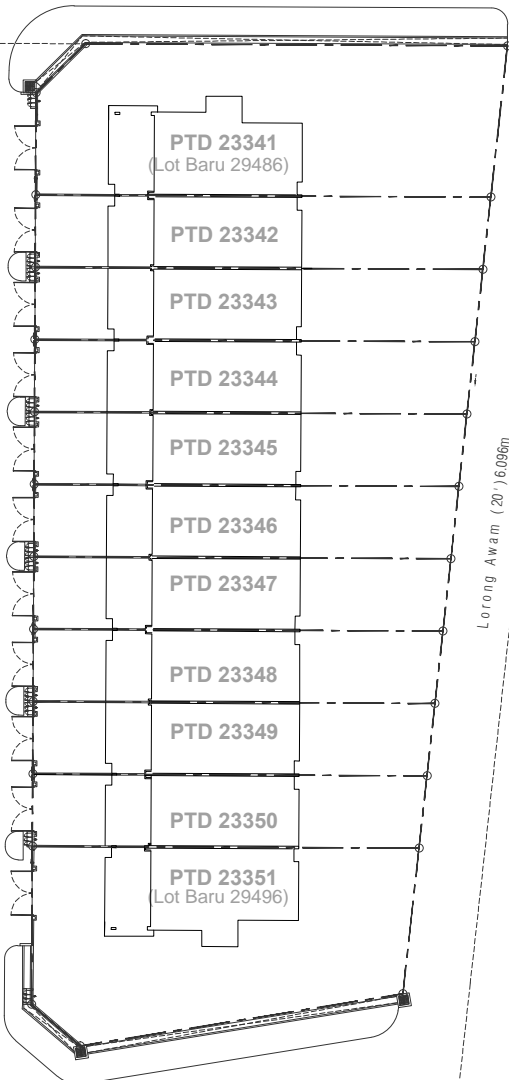 PTD 23341
(Lot Baru 29486)
PTD 23342
PTD 23343
PTD 23344
PTD 23345
PTD 23346
PTD 23347
PTD 23348
PTD 23349
PTD 23350
PTD 23351
(Lot Baru 29496)
Lorong Awam (20') 6.096m